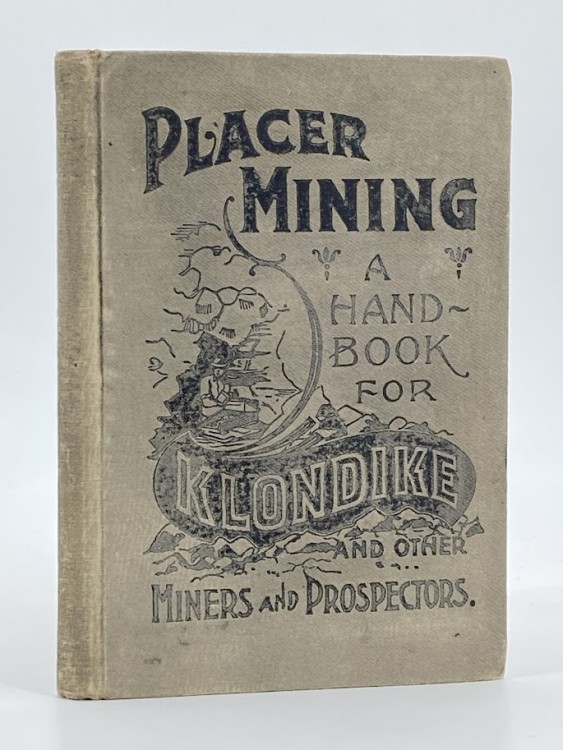 PLACER
MINING
A
HAND-
BOOK
FOR
KLONDIKE
AND OTHER
MINERS AND PROSPECTORS.